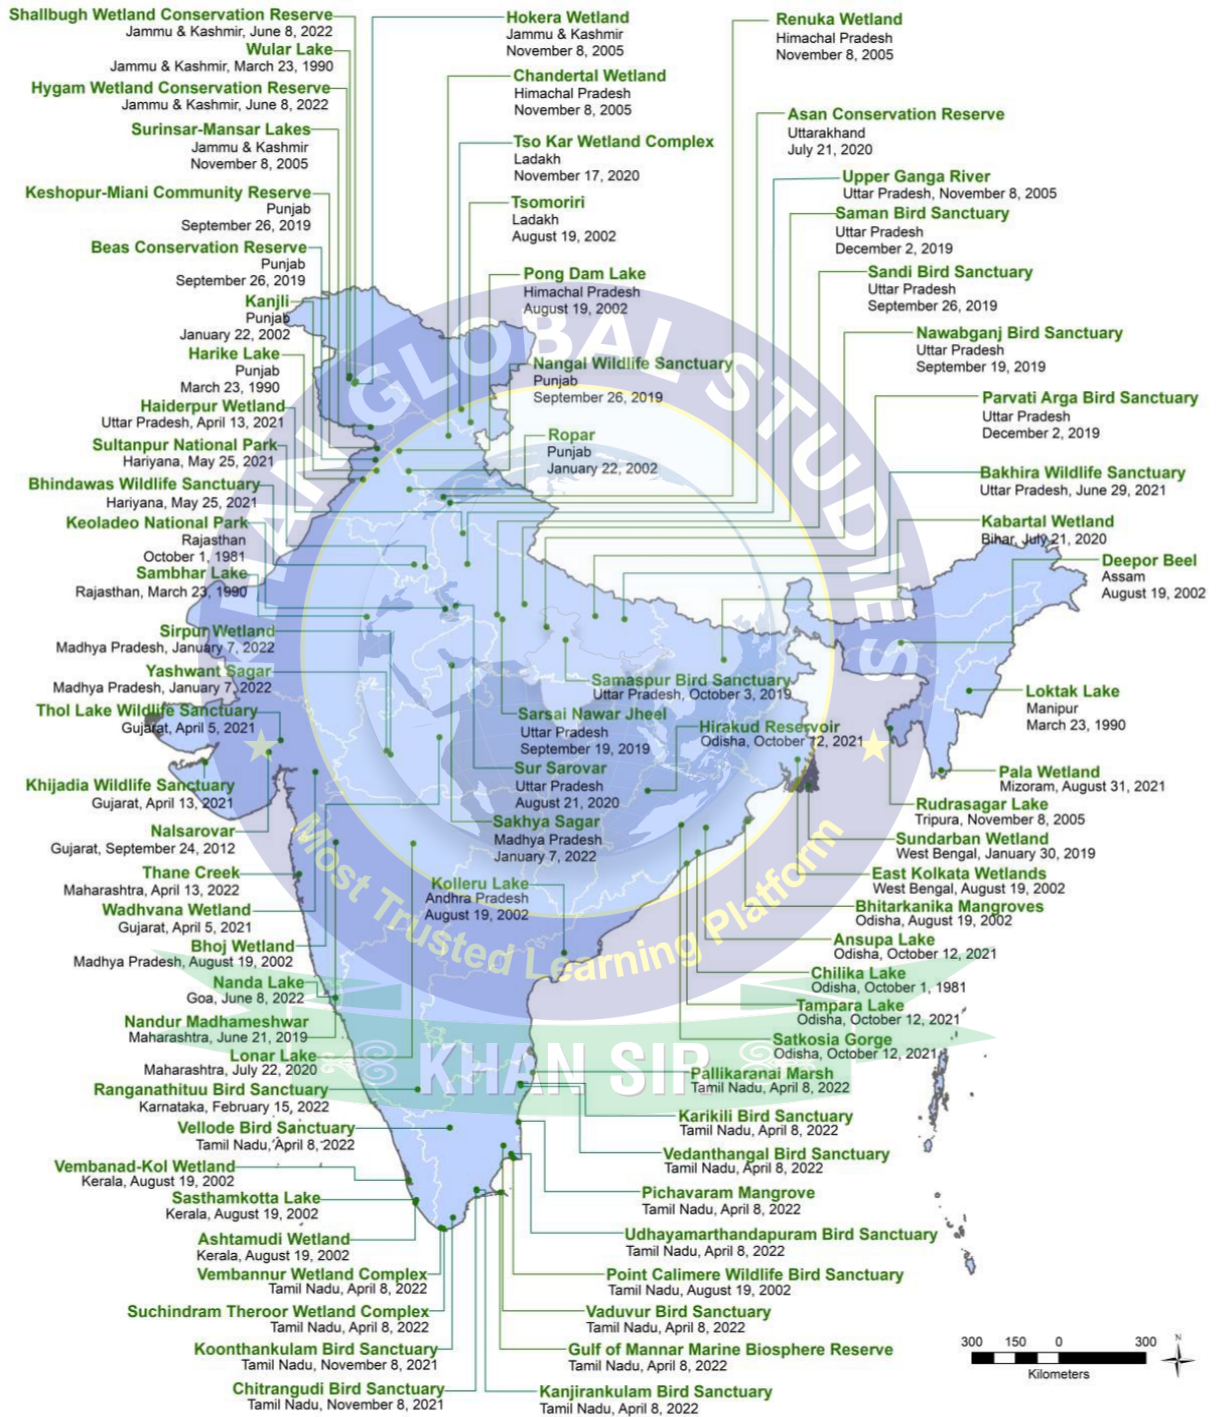 Shallbugh Wetland Conservation Reserve
Jammu & Kashmir, June 8, 2022
Wular Lake
Jammu & Kashmir, March 23, 1990
Hygam Wetland Conservation Reserve
Jammu & Kashmir, June 8, 2022
Surinsar-Mansar Lakes
Jammu & Kashmir
November 8, 2005
Keshopur-Miani Community Reserve
Punjab
September 26, 2019
Beas Conservation Reserve
Punjab
September 26, 2019
Kanjli
Punjab
January 22, 2002
Harike Lake
Punjab
March 23, 1990
Haiderpur Wetland
Uttar Pradesh, April 13, 2021
Sultanpur National Park
Hariyana, May 25, 2021
Bhindawas Wildlife Sanctuary
Hariyana, May 25, 2021
Keoladeo National Park
Rajasthan
October 1, 1981
Sambhar Lake
Rajasthan, March 23, 1990
Sirpur Wetland
Madhya Pradesh, January 7, 2022
Yashwant Sagar
Madhya Pradesh, January 7, 2022
Thol Lake Wildlife Sanctuary
Gujarat, April 5, 2021
Khijadia Wildlife Sanctuary
Gujarat, April 13, 2021
Nalsarovar
Gujarat, September 24, 2012
Thane Creek
Maharashtra, April 13, 2022
Wadhvana Wetland
Gujarat, April 5, 2021
Bhoj Wetland
Madhya Pradesh, August 19, 2002
Nanda Lake
Goa, June 8, 2022
Nandur Madhameshwar
Maharashtra, June 21, 2019
Lonar Lake
Maharashtra, July 22, 2020
Ranganathituu Bird Sanctuary
Karnataka, February 15, 2022
Vellode Bird Sanctuary
Tamil Nadu, April 8, 2022
Vembanad-Kol Wetland
Kerala, August 19, 2002
Sasthamkotta Lake
Kerala, August 19, 2002
Ashtamudi Wetland
Kerala, August 19, 2002
Vembannur Wetland Complex
Tamil Nadu, April 8, 2022
Suchindram Theroor Wetland Complex
Tamil Nadu, April 8, 2022
Koonthankulam Bird Sanctuary
Tamil Nadu, November 8, 2021
Chitrangudi Bird Sanctuary
Tamil Nadu, November 8, 2021
Hokera Wetland
Jammu & Kashmir
November 8, 2005
Chandertal Wetland
Himachal Pradesh
November 8, 2005
Tso Kar Wetland Complex
Ladakh
November 17, 2020
Tsomoriri
Ladakh
August 19, 2002
Pong Dam Lake
Himachal Pradesh
August 19, 2002
Nangal Wildlife Sanctuary
Punjab
September 26, 2019
Ropar
Punjab
January 22, 2002
Renuka Wetland
Himachal Pradesh
November 8, 2005
Asan Conservation Reserve
Uttarakhand
July 21, 2020
Upper Ganga River
Uttar Pradesh, November 8, 2005
Saman Bird Sanctuary
Uttar Pradesh
December 2, 2019
Sandi Bird Sanctuary
Uttar Pradesh
September 26, 2019
Nawabganj Bird Sanctuary
Uttar Pradesh
September 19, 2019
Parvati Arga Bird Sanctuary
Uttar Pradesh
December 2, 2019
Bakhira Wildlife Sanctuary
Uttar Pradesh, June 29, 2021
Kabartal Wetland
Bihar, July 21, 2020
Deepor Beel
Assam
August 19, 2002
Samaspur Bird Sanctuary
Uttar Pradesh, October 3, 2019
Sarsai Nawar Jheel
Uttar Pradesh
September 19, 2019
Hirakud Reservoir
Odisha, October 12, 2021
Sur Sarovar
Uttar Pradesh
August 21, 2020
Sakhya Sagar
Madhya Pradesh
January 7, 2022
Kolleru Lake
Andhra Pradesh
August 19, 2002
Loktak Lake
Manipur
March 23, 1990
Pala Wetland
Mizoram, August 31, 2021
Rudrasagar Lake
Tripura, November 8, 2005
Sundarban Wetland
West Bengal, January 30, 2019
East Kolkata Wetlands
West Bengal, August 19, 2002
Bhitarkanika Mangroves
Odisha, August 19, 2002
Ansupa Lake
Odisha, October 12, 2021
Chilika Lake
Odisha, October 1, 1981
Tampara Lake
Odisha, October 12, 2021
Satkosia Gorge
Odisha, October 12, 2021
Pallikaranai Marsh
Tamil Nadu, April 8, 2022
Karikili Bird Sanctuary
Tamil Nadu, April 8, 2022
Vedanthangal Bird Sanctuary
Tamil Nadu, April 8, 2022
Pichavaram Mangrove
Tamil Nadu, April 8, 2022
Udhayamarthandapuram Bird Sanctuary
Tamil Nadu, April 8, 2022
Point Calimere Wildlife Bird Sanctuary
Tamil Nadu, August 19, 2002
Vaduvur Bird Sanctuary
Tamil Nadu, April 8, 2022
Gulf of Mannar Marine Biosphere Reserve
Tamil Nadu, April 8, 2022
Kanjirankulam Bird Sanctuary
Tamil Nadu, April 8, 2022
KHAN GLOBAL STUDIES
Most Trusted Learning Platform
KHAN SIR
300 150 0 300
Kilometers
N